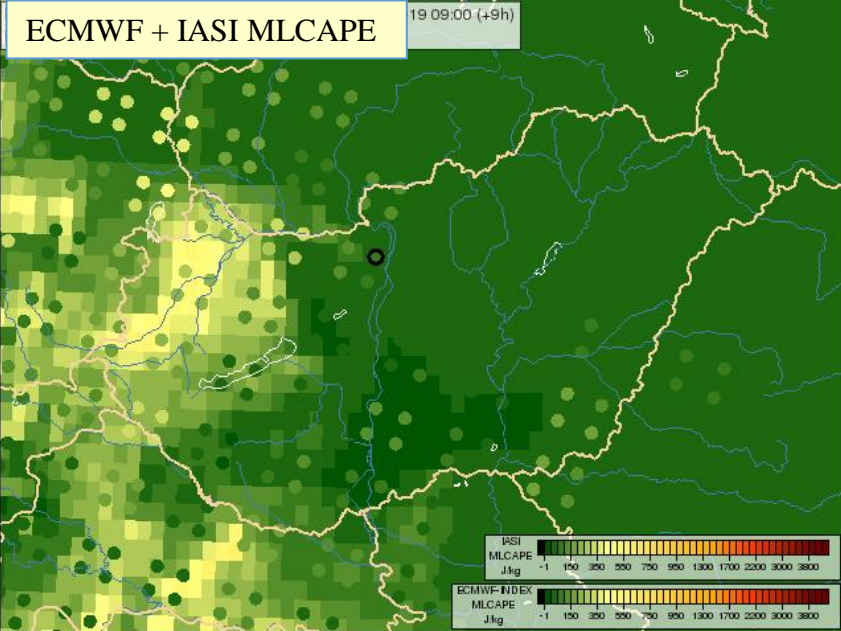 ECMWF + IASI MLCAPE
19 09:00 (+9h)
IASI
MLCAPE
J/kg
-1 150 350 550 750 950 1300 1700 2200 3000 3800
ECMWF-INDEX
MLCAPE
J/kg
-1 150 350 550 750 950 1300 1700 2200 3000 3800